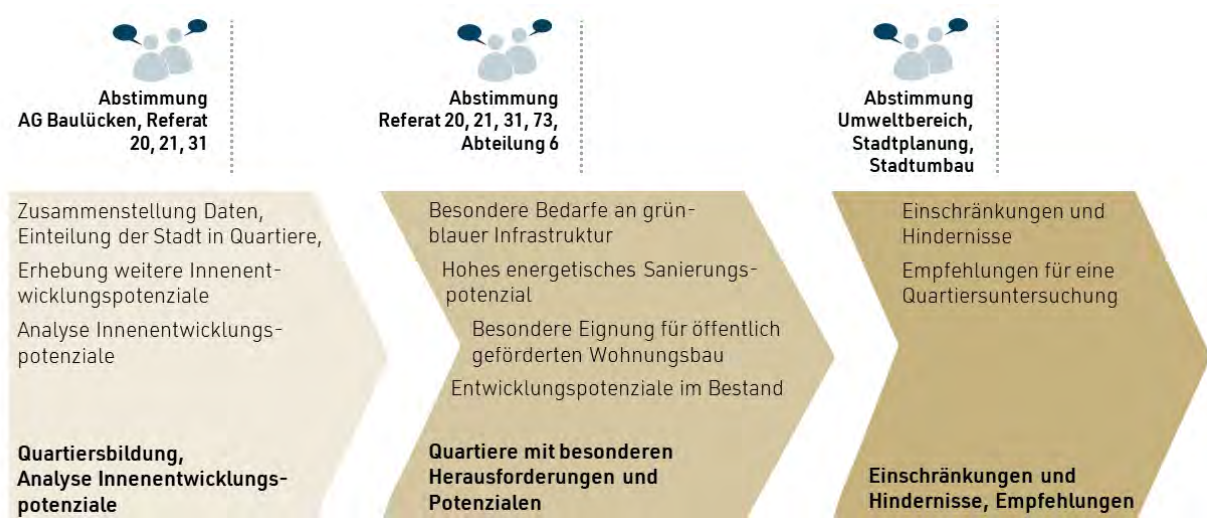 Abstimmung
AG Baulücken, Referat
20, 21, 31
Abstimmung
Referat 20, 21, 31, 73,
Abteilung 6
Abstimmung
Umweltbereich,
Stadtplanung,
Stadtumbau
Zusammenstellung Daten,
Einteilung der Stadt in Quartiere,
Erhebung weitere Innenent-
wicklungspotenziale
Analyse Innenentwicklungs-
potenziale
Quartiersbildung,
Analyse Innenentwicklungs-
potenziale
Besondere Bedarfe an grün-
blauer Infrastruktur
Hohes energetisches Sanierungs-
potenzial
Besondere Eignung für öffentlich
geförderten Wohnungsbau
Entwicklungspotenziale im Bestand
Quartiere mit besonderen
Herausforderungen und
Potenzialen
Einschränkungen und
Hindernisse
Empfehlungen für eine
Quartiersuntersuchung
Einschränkungen und
Hindernisse, Empfehlungen